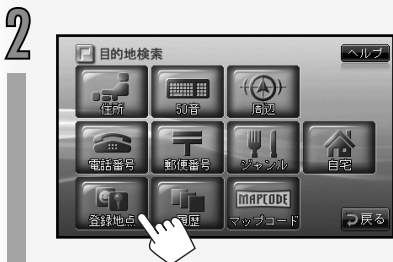 2
目的地検索
ヘルプ
住所
50音
周辺
電話番号
郵便番号
ジャンル
自宅
登録地点
履歴
MAPCODE
マップコード
戻る